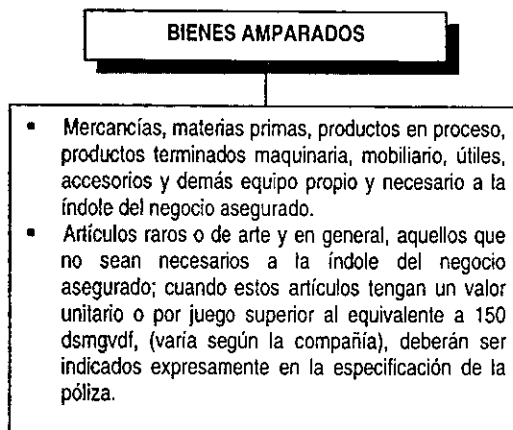 BIENES AMPARADOS
▪ Mercancías, materias primas, productos en proceso,
productos terminados maquinaria, mobiliario, útiles,
accesorios y demás equipo propio y necesario a la
índole del negocio asegurado.
▪ Artículos raros o de arte y en general, aquellos que
no sean necesarios a la índole del negocio
asegurado; cuando estos artículos tengan un valor
unitario o por juego superior al equivalente a 150
dsmgvdf, (varía según la compañía), deberán ser
indicados expresamente en la especificación de la
póliza.